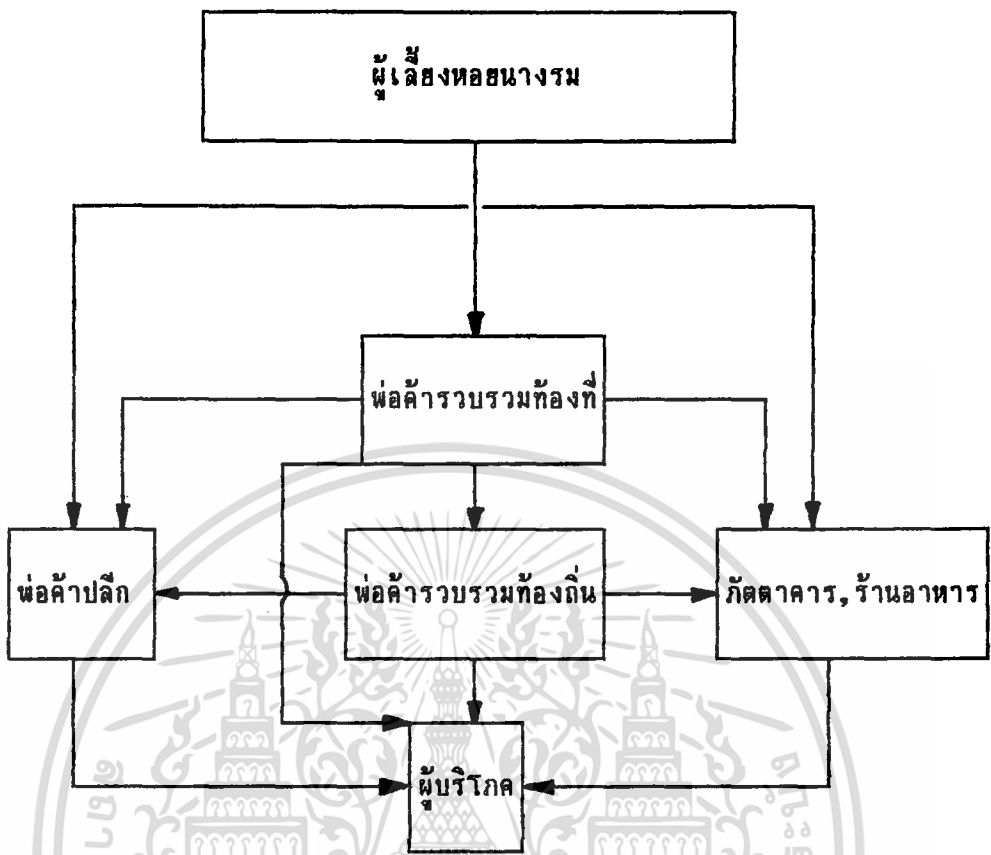 ผู้เลี้ยงหอยนางรม
พ่อค้ารวบรวมท้องที่
พ่อค้าปลีก
พ่อค้ารวบรวมท้องถิ่น
ภัตตาคาร,ร้านอาหาร
ผู้บริโภค